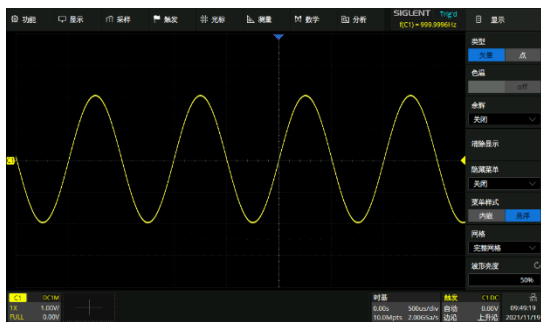 功能 显示 采样 触发 光标 测量 数学 分析 SIGLENT Trig'd 显示
f(C1) = 999.9996Hz
类型
矢量 点
色温
off
余辉
关闭
清除显示
隐藏菜单
关闭
菜单样式
内嵌 悬浮
网格
完整网格
波形亮度
50%
C1
C1 DC1M 时基 触发 C1 DC
1X 1.00V/ 0.00s 500us/div 自动 0.00V 09:49:19
FULL 0.00V 10.0Mpts 2.00GSa/s 边沿 上升沿 2021/11/19